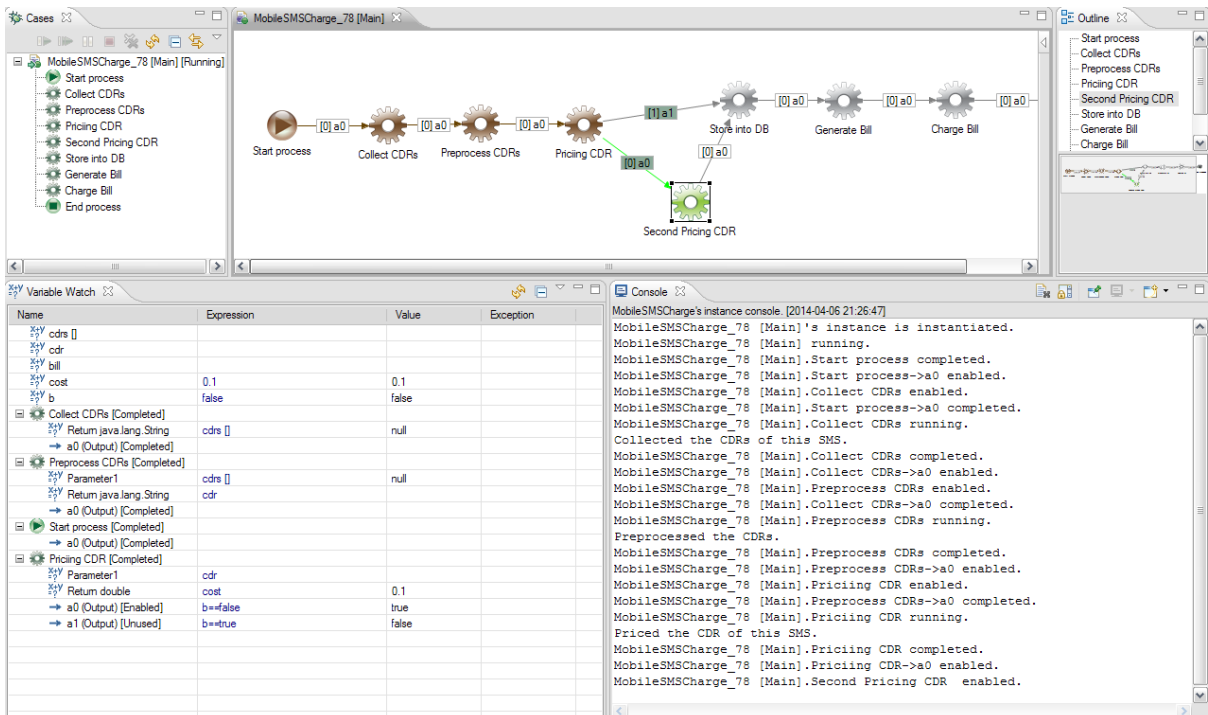 Cases
MobileSMSCharge_78 [Main] [Running]
Start process
Collect CDRs
Preprocess CDRs
Priciing CDR
Second Pricing CDR
Store into DB
Generate Bill
Charge Bill
End process
MobileSMSCharge_78 [Main]
[0] a0
[0] a0
[0] a0
[1] a1
[0] a0
[0] a0
[0] a0
[0] a0
[0] a0
Start process
Collect CDRs
Preprocess CDRs
Priciing CDR
Store into DB
Generate Bill
Charge Bill
Second Pricing CDR
Outline
Start process
Collect CDRs
Preprocess CDRs
Priciing CDR
Second Pricing CDR
Store into DB
Generate Bill
Charge Bill
Variable Watch
Name Expression Value Exception
cdrs []
cdr
bill
cost 0.1 0.1
b false false
Collect CDRs [Completed]
Return java.lang.String cdrs [] null
a0 (Output) [Completed]
Preprocess CDRs [Completed]
Parameter1 cdrs [] null
Return java.lang.String cdr
a0 (Output) [Completed]
Start process [Completed]
a0 (Output) [Completed]
Priciing CDR [Completed]
Parameter1 cdr
Return double cost 0.1
a0 (Output) [Enabled] b==false true
a1 (Output) [Unused] b==true false
Console
MobileSMSCharge's instance console. [2014-04-06 21:26:47]
MobileSMSCharge_78 [Main]'s instance is instantiated.
MobileSMSCharge_78 [Main] running.
MobileSMSCharge_78 [Main].Start process completed.
MobileSMSCharge_78 [Main].Start process->a0 enabled.
MobileSMSCharge_78 [Main].Collect CDRs enabled.
MobileSMSCharge_78 [Main].Start process->a0 completed.
MobileSMSCharge_78 [Main].Collect CDRs running.
Collected the CDRs of this SMS.
MobileSMSCharge_78 [Main].Collect CDRs completed.
MobileSMSCharge_78 [Main].Collect CDRs->a0 enabled.
MobileSMSCharge_78 [Main].Preprocess CDRs enabled.
MobileSMSCharge_78 [Main].Collect CDRs->a0 completed.
MobileSMSCharge_78 [Main].Preprocess CDRs running.
Preprocessed the CDRs.
MobileSMSCharge_78 [Main].Preprocess CDRs completed.
MobileSMSCharge_78 [Main].Preprocess CDRs->a0 enabled.
MobileSMSCharge_78 [Main].Priciing CDR enabled.
MobileSMSCharge_78 [Main].Preprocess CDRs->a0 completed.
MobileSMSCharge_78 [Main].Priciing CDR running.
Priced the CDR of this SMS.
MobileSMSCharge_78 [Main].Priciing CDR completed.
MobileSMSCharge_78 [Main].Priciing CDR->a0 enabled.
MobileSMSCharge_78 [Main].Second Pricing CDR enabled.